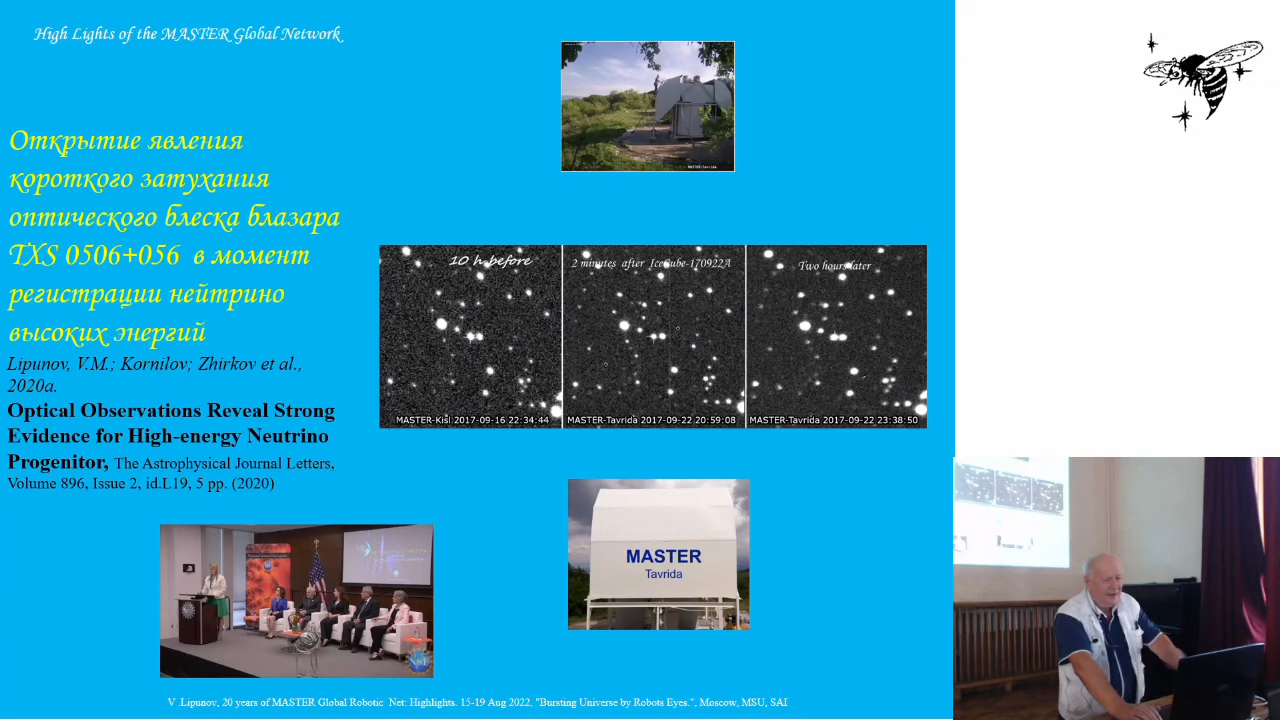 High Lights of the MASTER Global Network
Открытие явления
короткого затухания
оптического блеска блазара
TXS 0506+056 в момент
регистрации нейтрино
высоких энергий
Lipunov, V.M.; Kornilov; Zhirkov et al.,
2020a.
Optical Observations Reveal Strong
Evidence for High-energy Neutrino
Progenitor, The Astrophysical Journal Letters,
Volume 896, Issue 2, id.L19, 5 pp. (2020)
MASTER-Tavrida
10 h before
2 minutes after IceCube-170922A
Two hours later
MASTER-Kisl 2017-09-16 22:34:44
MASTER-Tavrida 2017-09-22 20:59:08
MASTER-Tavrida 2017-09-22 23:38:50
MASTER
Tavrida
NSF
V .Lipunov, 20 years of MASTER Global Robotic Net: Highlights. 15-19 Aug 2022, "Bursting Universe by Robots Eyes.", Moscow, MSU, SAI